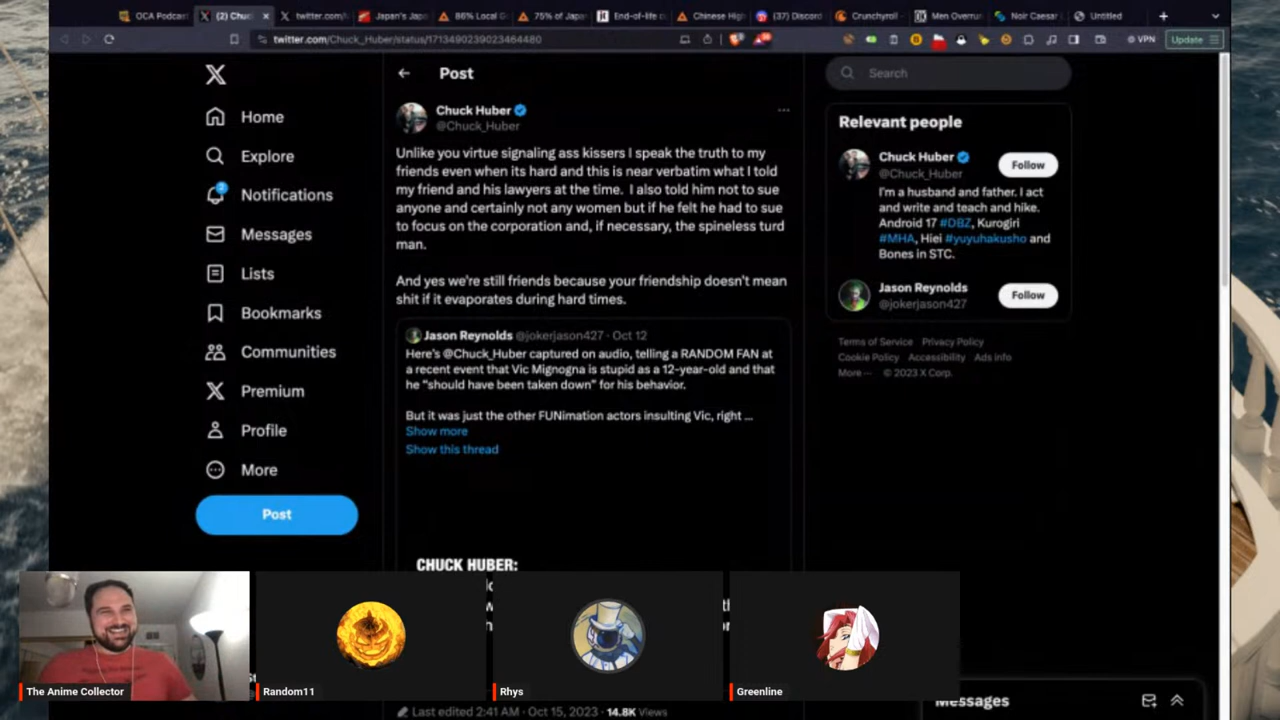 OCA Podcast
(2) Chuc
twitter.com/
Japan's Japa
86% Local G
75% of Japan
End-of-life c
Chinese High
(37) Discord
Crunchyroll
Men Overrun
Noir Caesar
Untitled
twitter.com/Chuck_Huber/status/1713490239023464480
VPN
Update
Home
Explore
2
Notifications
Messages
Lists
Bookmarks
Communities
Premium
Profile
More
Post
Post
Chuck Huber
@Chuck_Huber
Unlike you virtue signaling ass kissers I speak the truth to my
friends even when its hard and this is near verbatim what I told
my friend and his lawyers at the time. I also told him not to sue
anyone and certainly not any women but if he felt he had to sue
to focus on the corporation and, if necessary, the spineless turd
man.
And yes we're still friends because your friendship doesn't mean
shit if it evaporates during hard times.
Jason Reynolds @jokerjason427 · Oct 12
Here's @Chuck_Huber captured on audio, telling a RANDOM FAN at
a recent event that Vic Mignogna is stupid as a 12-year-old and that
he “should have been taken down” for his behavior.
But it was just the other FUNimation actors insulting Vic, right ...
Show more
Show this thread
CHUCK HUBER:
Last edited 2:41 AM · Oct 15, 2023 · 14.8K Views
Search
Relevant people
Chuck Huber
@Chuck_Huber
Follow
I'm a husband and father. I act
and write and teach and hike.
Android 17 #DBZ, Kurogiri
#MHA, Hiei #yuyuhakusho and
Bones in STC.
Jason Reynolds
@jokerjason427
Follow
Terms of Service Privacy Policy
Cookie Policy Accessibility Ads info
More ··· © 2023 X Corp.
Messages
The Anime Collector
Random11
Rhys
Greenline